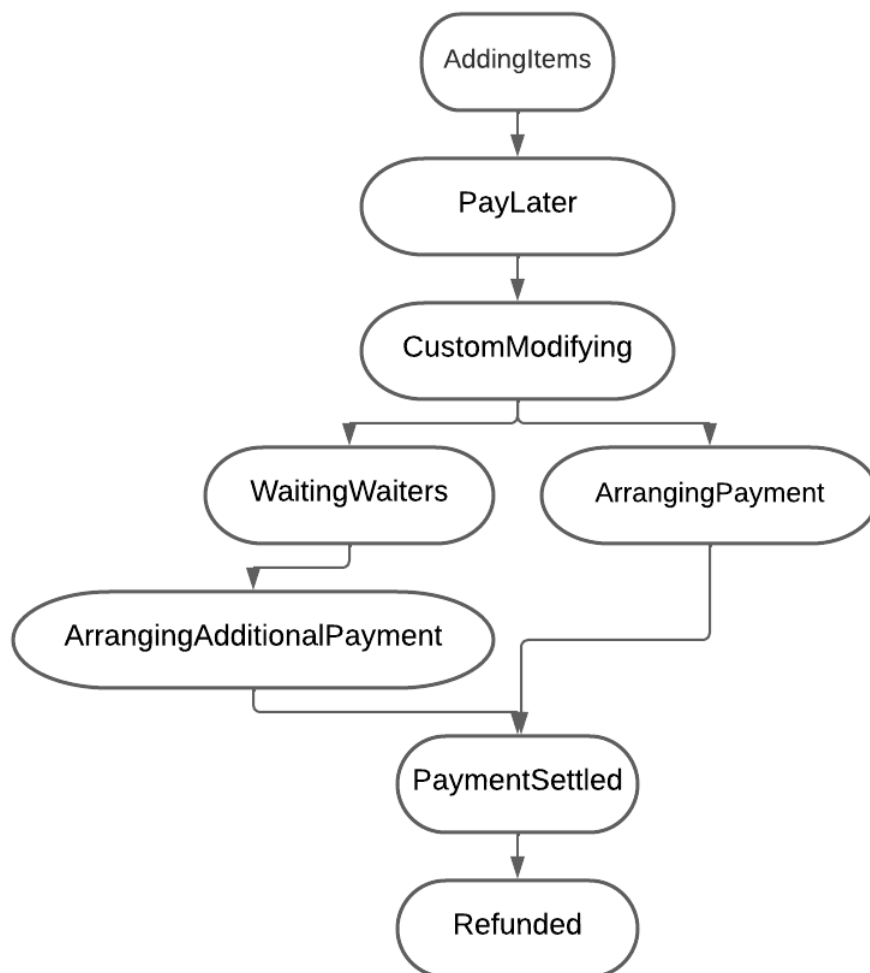 AddingItems
PayLater
CustomModifying
WaitingWaiters
ArrangingPayment
ArrangingAdditionalPayment
PaymentSettled
Refunded